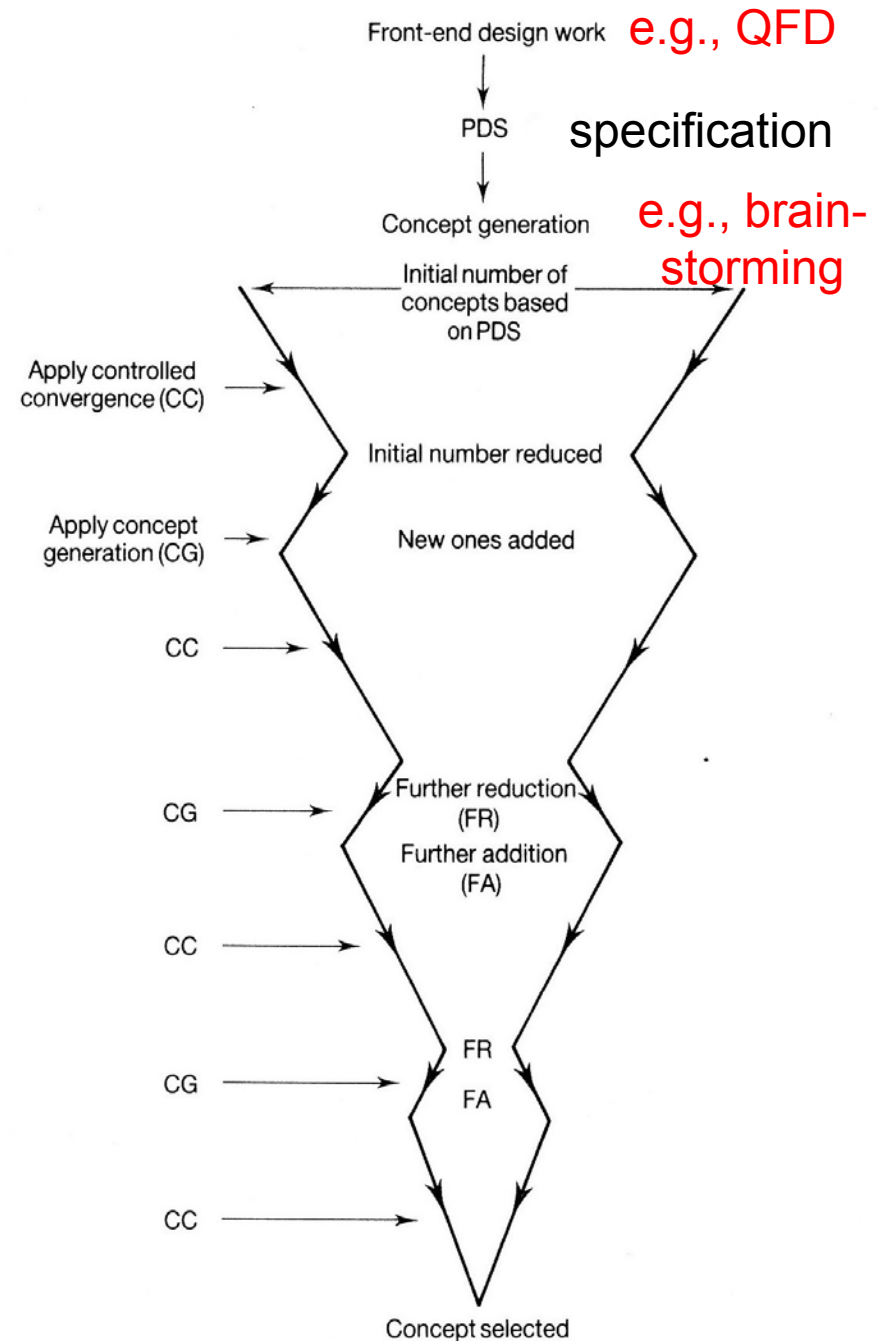 Front-end design work e.g., QFD
PDS specification
Concept generation e.g., brain-
storming
Initial number of
concepts based
on PDS
Apply controlled
convergence (CC)
Initial number reduced
Apply concept
generation (CG)
New ones added
CC
CG
Further reduction
(FR)
Further addition
(FA)
CC
FR
CG
FA
CC
Concept selected